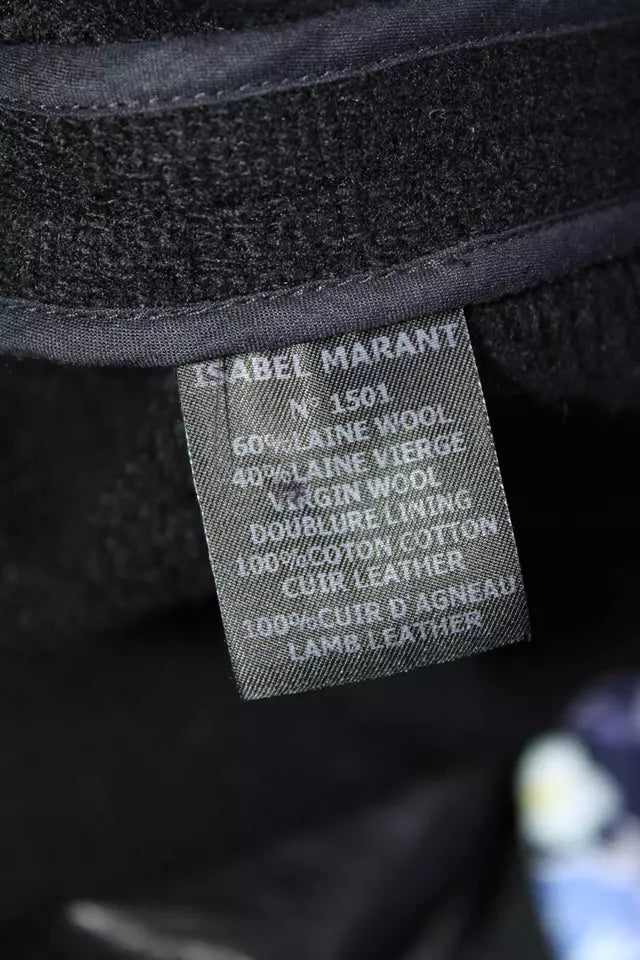 ISABEL MARANT
N° 1501
60%LAINE WOOL
40%LAINE VIERGE
VIRGIN WOOL
DOUBLURE LINING
100%COTON COTTON
CUIR LEATHER
100%CUIR D AGNEAU
LAMB LEATHER